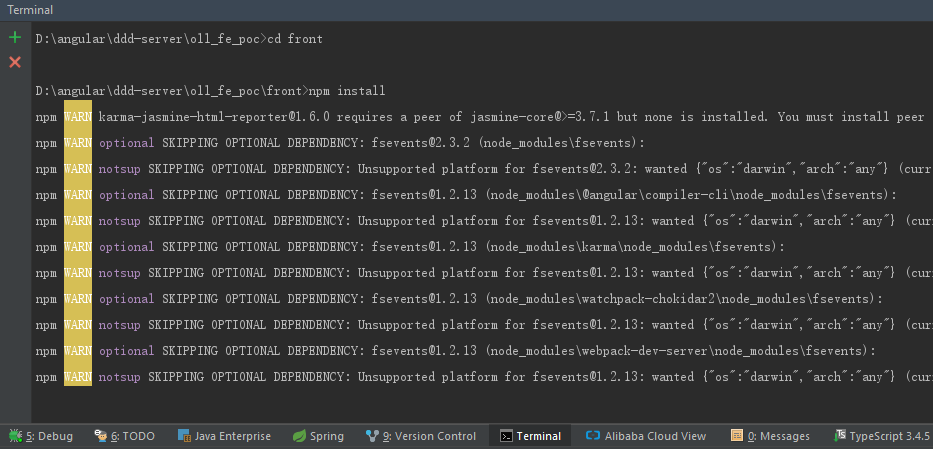 Terminal
D:\angular\ddd-server\oll_fe_poc>cd front
D:\angular\ddd-server\oll_fe_poc\front>npm install
npm WARN karma-jasmine-html-reporter@1.6.0 requires a peer of jasmine-core@>=3.7.1 but none is installed. You must install peer
npm WARN optional SKIPPING OPTIONAL DEPENDENCY: fsevents@2.3.2 (node_modules\fsevents):
npm WARN notsup SKIPPING OPTIONAL DEPENDENCY: Unsupported platform for fsevents@2.3.2: wanted {"os":"darwin","arch":"any"} (curr
npm WARN optional SKIPPING OPTIONAL DEPENDENCY: fsevents@1.2.13 (node_modules\@angular\compiler-cli\node_modules\fsevents):
npm WARN notsup SKIPPING OPTIONAL DEPENDENCY: Unsupported platform for fsevents@1.2.13: wanted {"os":"darwin","arch":"any"} (cur
npm WARN optional SKIPPING OPTIONAL DEPENDENCY: fsevents@1.2.13 (node_modules\karma\node_modules\fsevents):
npm WARN notsup SKIPPING OPTIONAL DEPENDENCY: Unsupported platform for fsevents@1.2.13: wanted {"os":"darwin","arch":"any"} (cur
npm WARN optional SKIPPING OPTIONAL DEPENDENCY: fsevents@1.2.13 (node_modules\watchpack-chokidar2\node_modules\fsevents):
npm WARN notsup SKIPPING OPTIONAL DEPENDENCY: Unsupported platform for fsevents@1.2.13: wanted {"os":"darwin","arch":"any"} (cur
npm WARN optional SKIPPING OPTIONAL DEPENDENCY: fsevents@1.2.13 (node_modules\webpack-dev-server\node_modules\fsevents):
npm WARN notsup SKIPPING OPTIONAL DEPENDENCY: Unsupported platform for fsevents@1.2.13: wanted {"os":"darwin","arch":"any"} (cur
5: Debug 6: TODO Java Enterprise Spring 9: Version Control Terminal Alibaba Cloud View 0: Messages TypeScript 3.4.5